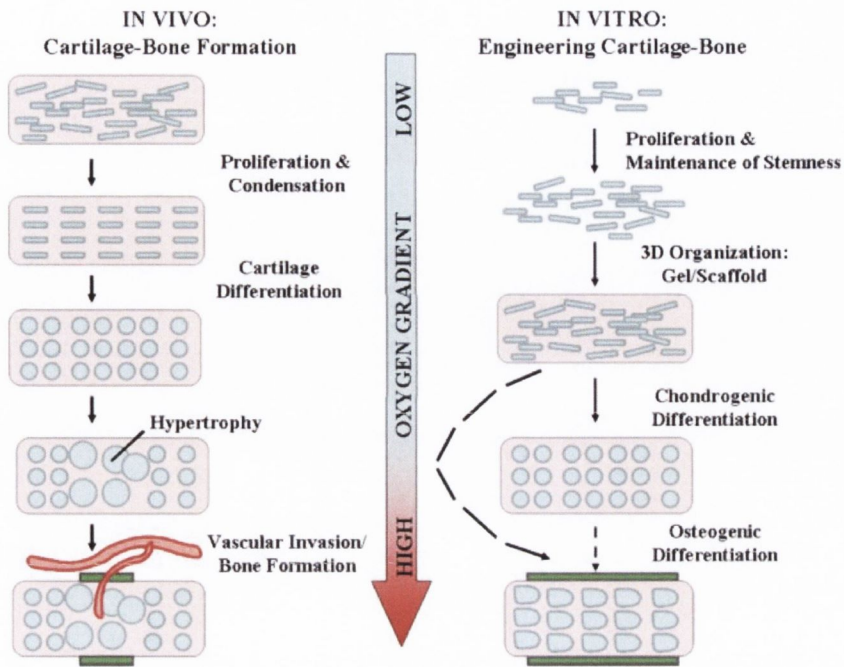 IN VIVO:
Cartilage-Bone Formation
Proliferation &
Condensation
Cartilage
Differentiation
Hypertrophy
Vascular Invasion/
Bone Formation
LOW
OXYGEN GRADIENT
HIGH
IN VITRO:
Engineering Cartilage-Bone
Proliferation &
Maintenance of Stemness
3D Organization:
Gel/Scaffold
Chondrogenic
Differentiation
Osteogenic
Differentiation